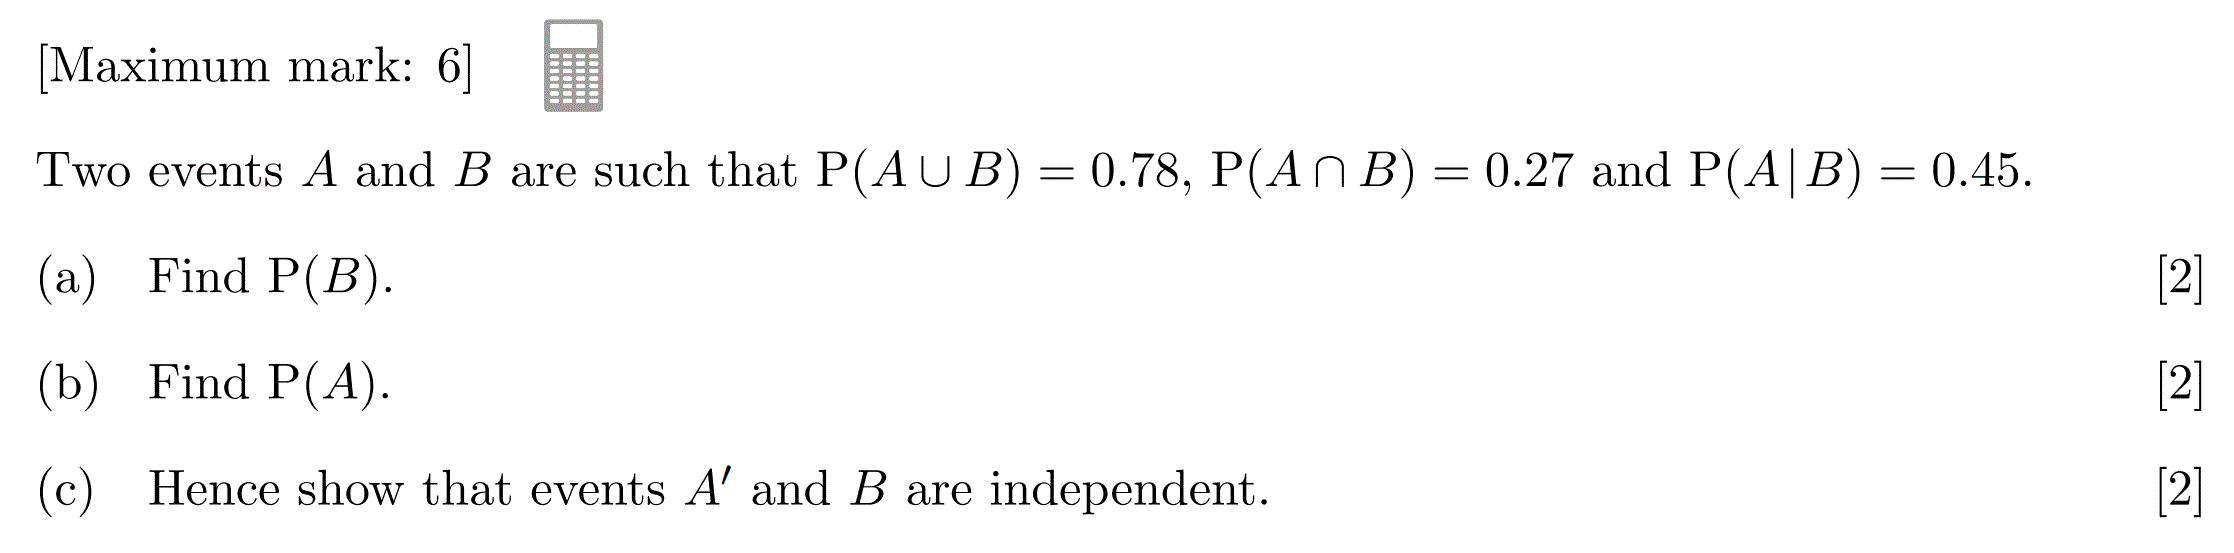 [Maximum mark: 6]
Two events A and B are such that P(A ∪ B) = 0.78, P(A ∩ B) = 0.27 and P(A|B) = 0.45.
(a) Find P(B). [2]
(b) Find P(A). [2]
(c) Hence show that events A′ and B are independent. [2]